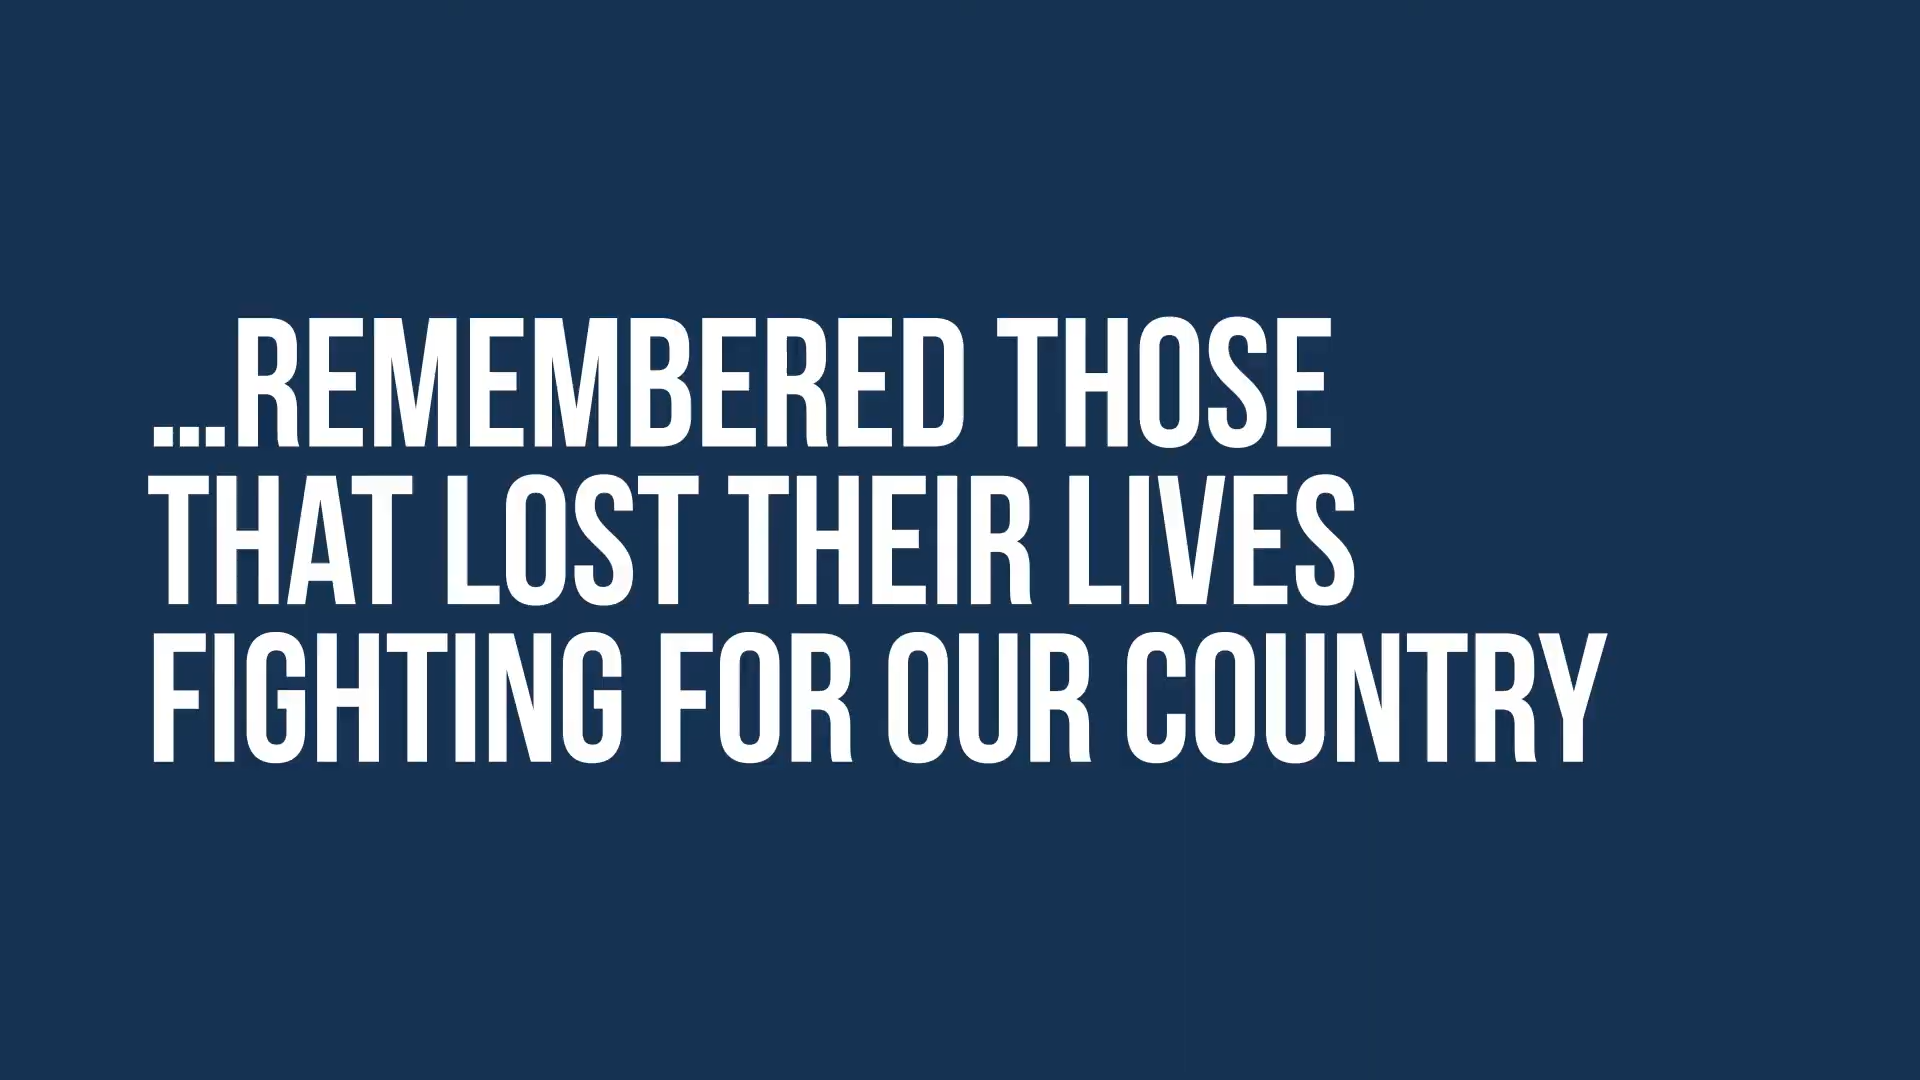 ...REMEMBERED THOSE
THAT LOST THEIR LIVES
FIGHTING FOR OUR COUNTRY